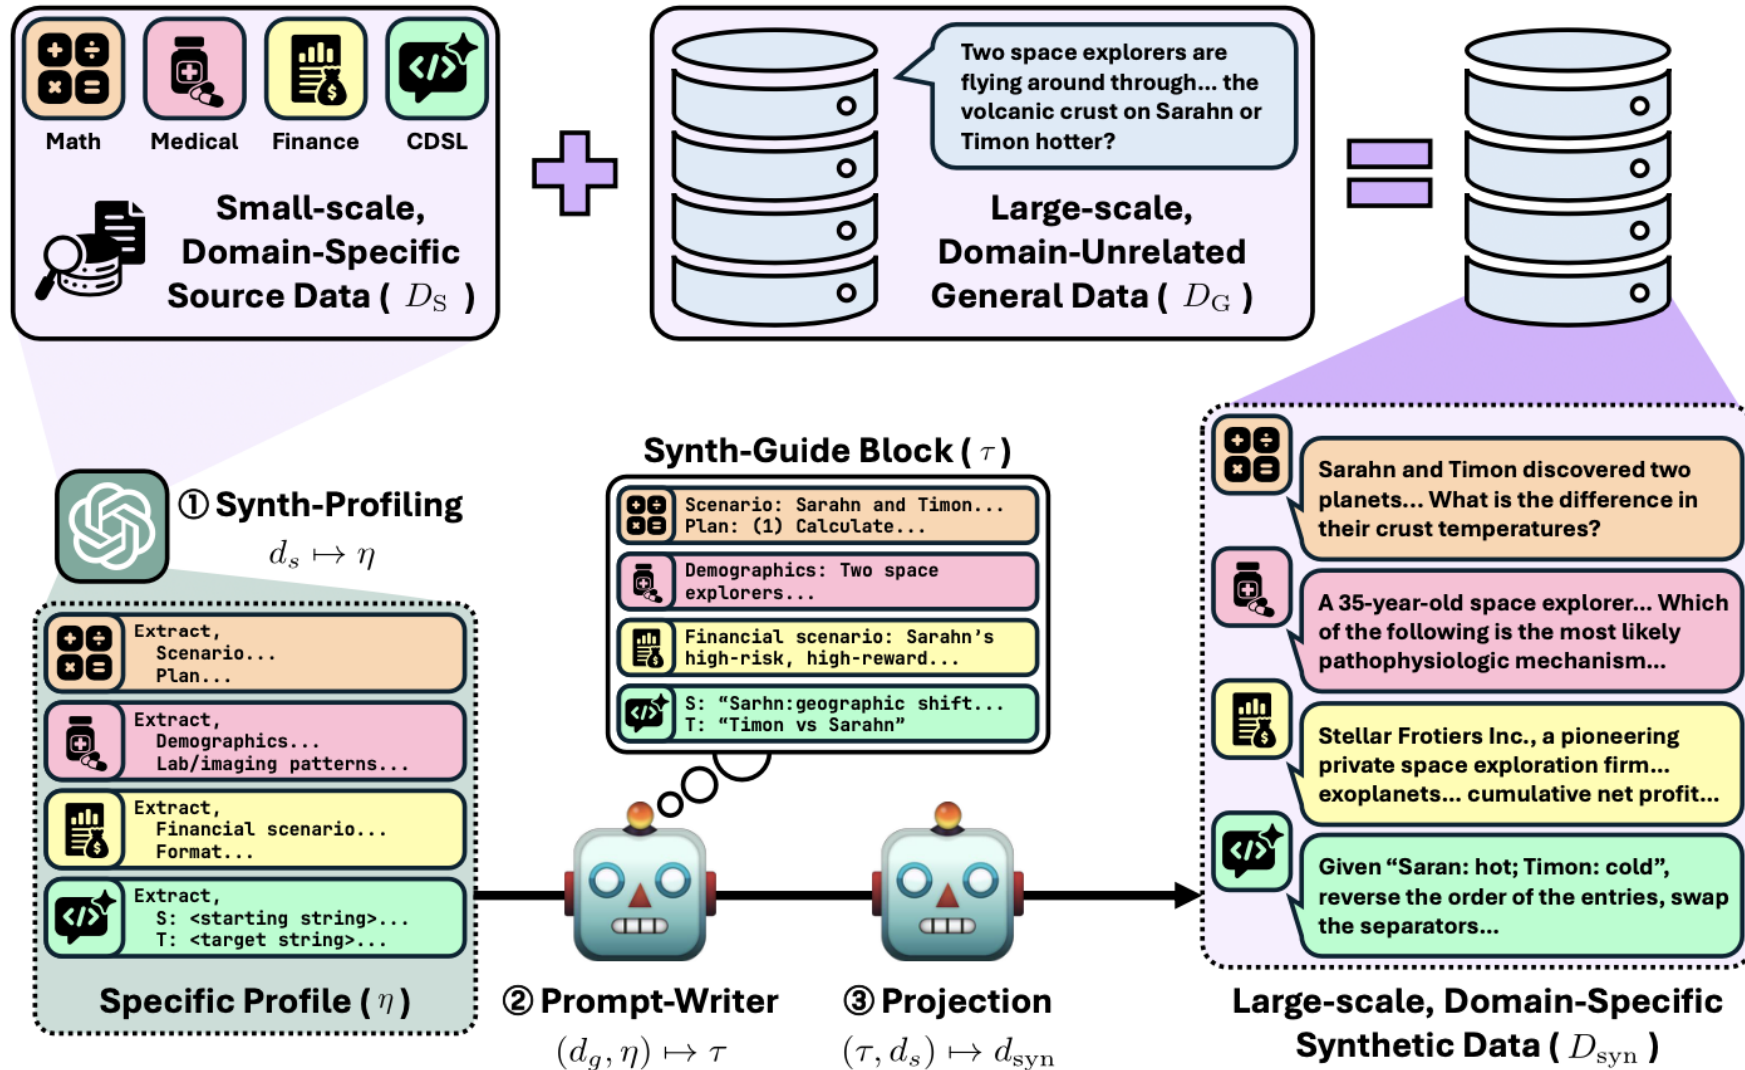 Math
Medical
Finance
CDSL
Small-scale,
Domain-Specific
Source Data ( D_S )
Two space explorers are
flying around through... the
volcanic crust on Sarahn or
Timon hotter?
Large-scale,
Domain-Unrelated
General Data ( D_G )
① Synth-Profiling
d_s ↦ η
Extract,
Scenario...
Plan...
Extract,
Demographics...
Lab/imaging patterns...
Extract,
Financial scenario...
Format...
Extract,
S: <starting string>...
T: <target string>...
Specific Profile ( η )
Synth-Guide Block ( τ )
Scenario: Sarahn and Timon...
Plan: (1) Calculate...
Demographics: Two space
explorers...
Financial scenario: Sarahn's
high-risk, high-reward...
S: “Sarhn:geographic shift...
T: “Timon vs Sarahn”
② Prompt-Writer
(d_g, η) ↦ τ
③ Projection
(τ, d_s) ↦ d_syn
Sarahn and Timon discovered two
planets... What is the difference in
their crust temperatures?
A 35-year-old space explorer... Which
of the following is the most likely
pathophysiologic mechanism...
Stellar Frotiers Inc., a pioneering
private space exploration firm...
exoplanets... cumulative net profit...
Given “Saran: hot; Timon: cold”,
reverse the order of the entries, swap
the separators...
Large-scale, Domain-Specific
Synthetic Data ( D_syn )